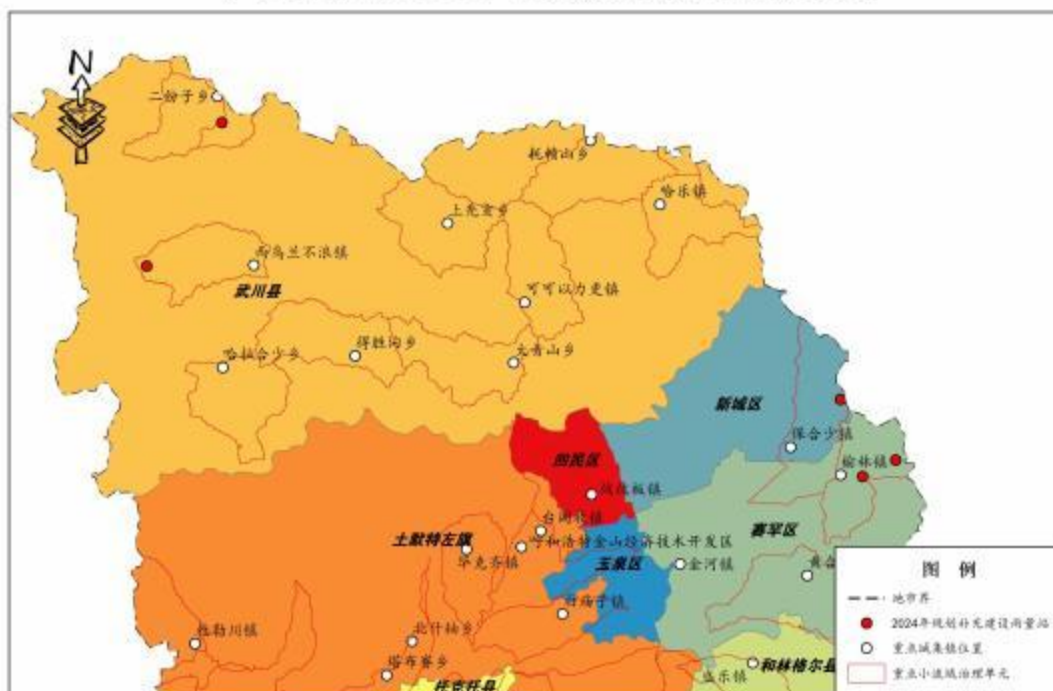 N
二份子乡
耗赖山乡
哈乐镇
上秃亥乡
西乌兰不浪镇
武川县
可可以力更镇
得胜沟乡
哈拉合少乡
大青山乡
新城区
保合少镇
回民区
榆林镇
攸攸板镇
台阁牧镇
赛罕区
土默特左旗
呼和浩特金山经济技术开发区
毕克齐镇
玉泉区
金河镇
黄合
白庙子镇
图 例
地市界
2024年规划补充建设雨量站
重点城集镇位置
重点小流域治理单元
杜勒川镇
北什轴乡
塔布赛乡
托克托县
和林格尔县
盛乐镇